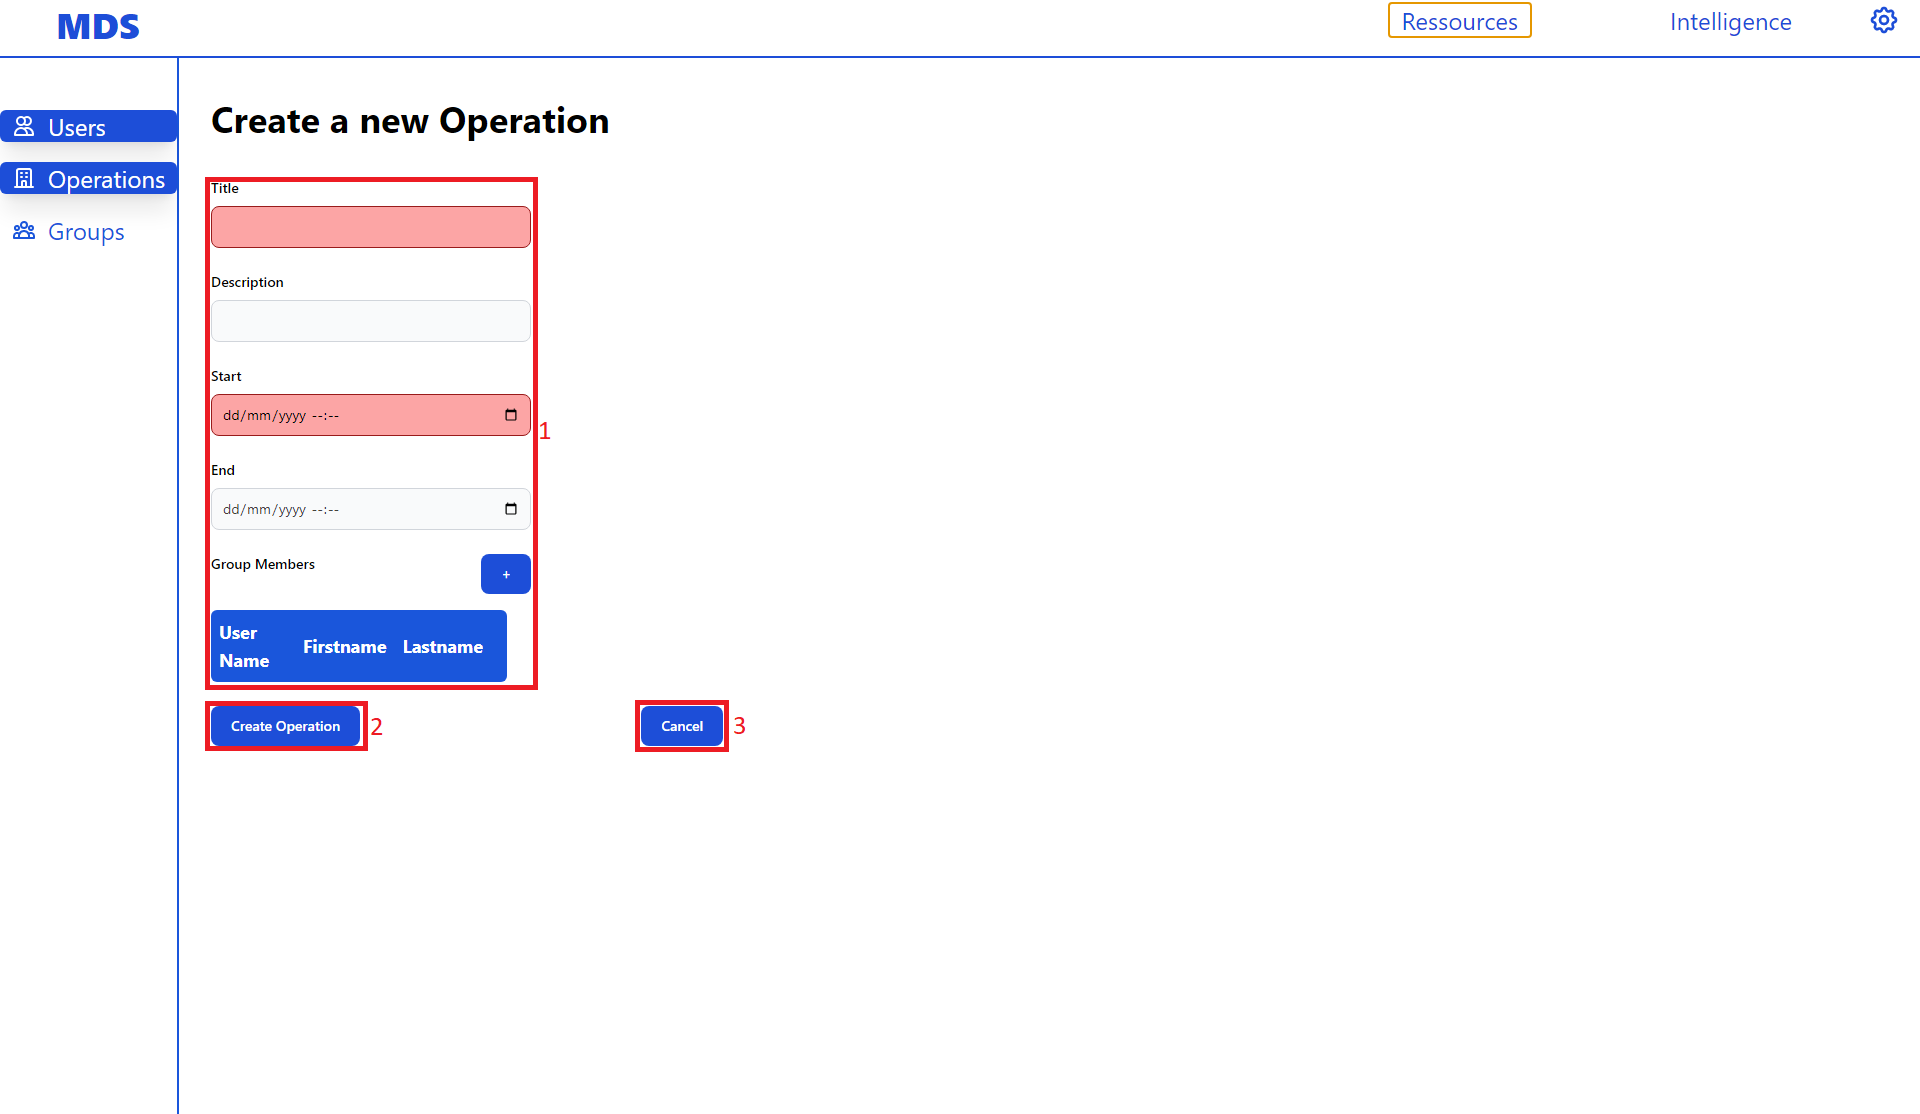 MDS
Ressources
Intelligence
Users
Operations
Groups
Create a new Operation
Title
Description
Start
dd/mm/yyyy --:--
1
End
dd/mm/yyyy --:--
Group Members
+
User Name
Firstname
Lastname
Create Operation
2
Cancel
3